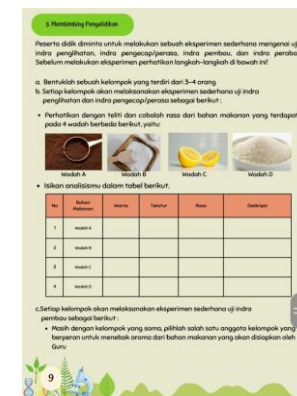 3. Membimbing Penyelidikan
Peserta didik diminta untuk melakukan sebuah eksperimen sederhana mengenai uji
indra penglihatan, indra pengecap/perasa, indra pembau, dan indra peraba.
Sebelum melakukan eksperimen perhatikan langkah-langkah di bawah ini!
a. Bentuklah sebuah kelompok yang terdiri dari 3-4 orang.
b. Setiap kelompok akan melaksanakan eksperimen sederhana uji indra
penglihatan dan indra pengecap/perasa sebagai berikut :
• Perhatikan dengan teliti dan cobalah rasa dari bahan makanan yang terdapat
pada 4 wadah berbeda berikut, yaitu:
Wadah A Wadah B Wadah C Wadah D
• Isikan analisismu dalam tabel berikut.
No Bahan Makanan Warna Tekstur Rasa Deskripsi
1 Wadah A
2 Wadah B
3 Wadah C
4 Wadah D
c.Setiap kelompok akan melaksanakan eksperimen sederhana uji indra
pembau sebagai berikut :
• Masih dengan kelompok yang sama, pilihlah salah satu anggota kelompok yang
berperan untuk menebak aroma dari bahan makanan yang akan disiapkan oleh
Guru
9